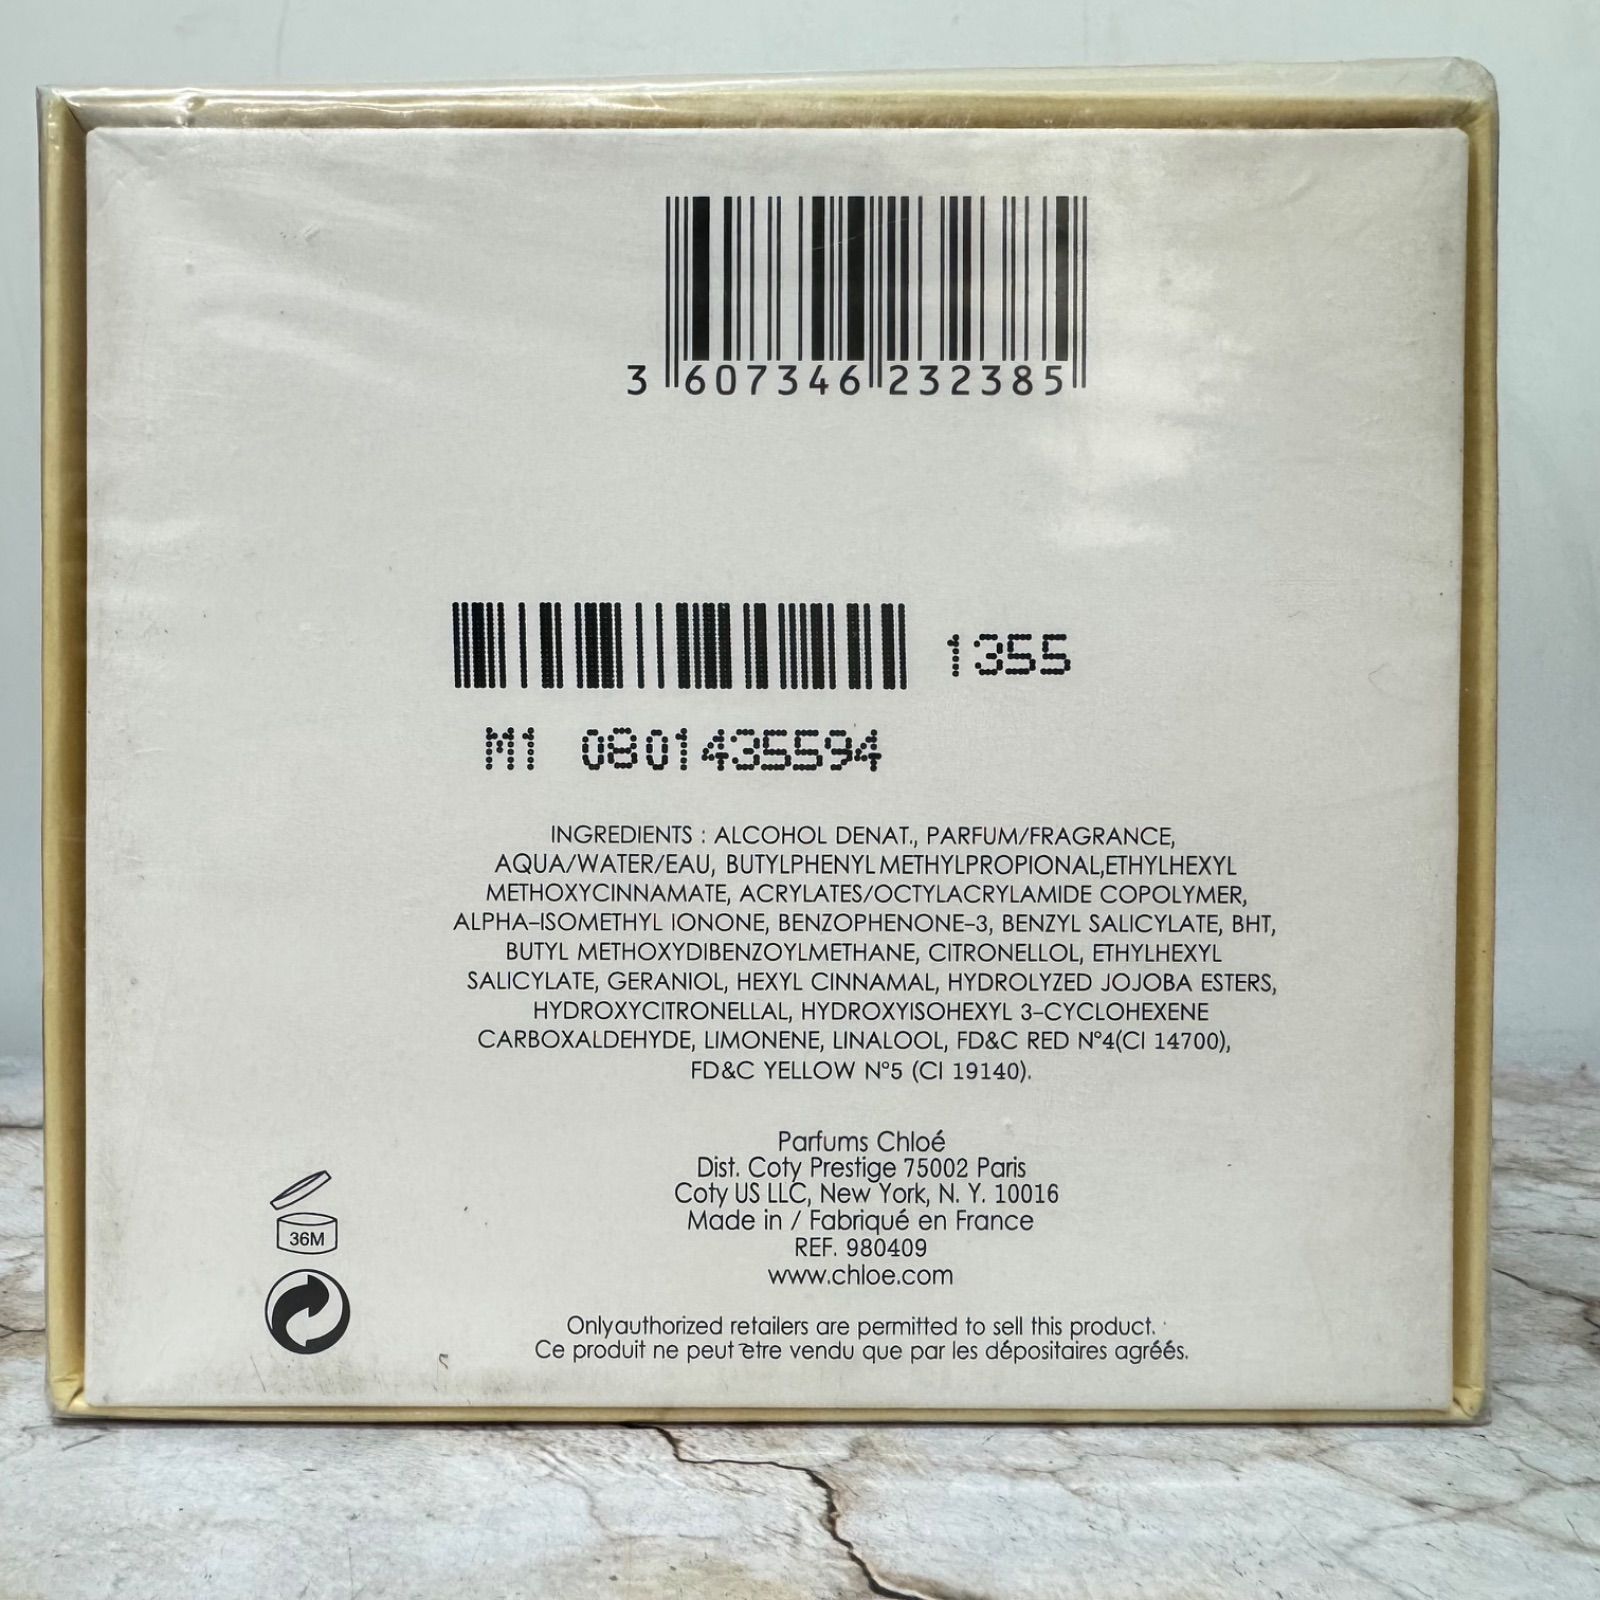 3 607346 232385
1355
M1 0801435594
INGREDIENTS : ALCOHOL DENAT., PARFUM/FRAGRANCE,
AQUA/WATER/EAU, BUTYLPHENYL METHYLPROPIONAL,ETHYLHEXYL
METHOXYCINNAMATE, ACRYLATES/OCTYLACRYLAMIDE COPOLYMER,
ALPHA-ISOMETHYL IONONE, BENZOPHENONE-3, BENZYL SALICYLATE, BHT,
BUTYL METHOXYDIBENZOYLMETHANE, CITRONELLOL, ETHYLHEXYL
SALICYLATE, GERANIOL, HEXYL CINNAMAL, HYDROLYZED JOJOBA ESTERS,
HYDROXYCITRONELLAL, HYDROXYISOHEXYL 3-CYCLOHEXENE
CARBOXALDEHYDE, LIMONENE, LINALOOL, FD&C RED N°4(CI 14700),
FD&C YELLOW N°5 (CI 19140).
Parfums Chloé
Dist. Coty Prestige 75002 Paris
Coty US LLC, New York, N. Y. 10016
Made in / Fabriqué en France
REF. 980409
www.chloe.com
36M
Only authorized retailers are permitted to sell this product.
Ce produit ne peut être vendu que par les dépositaires agréés.